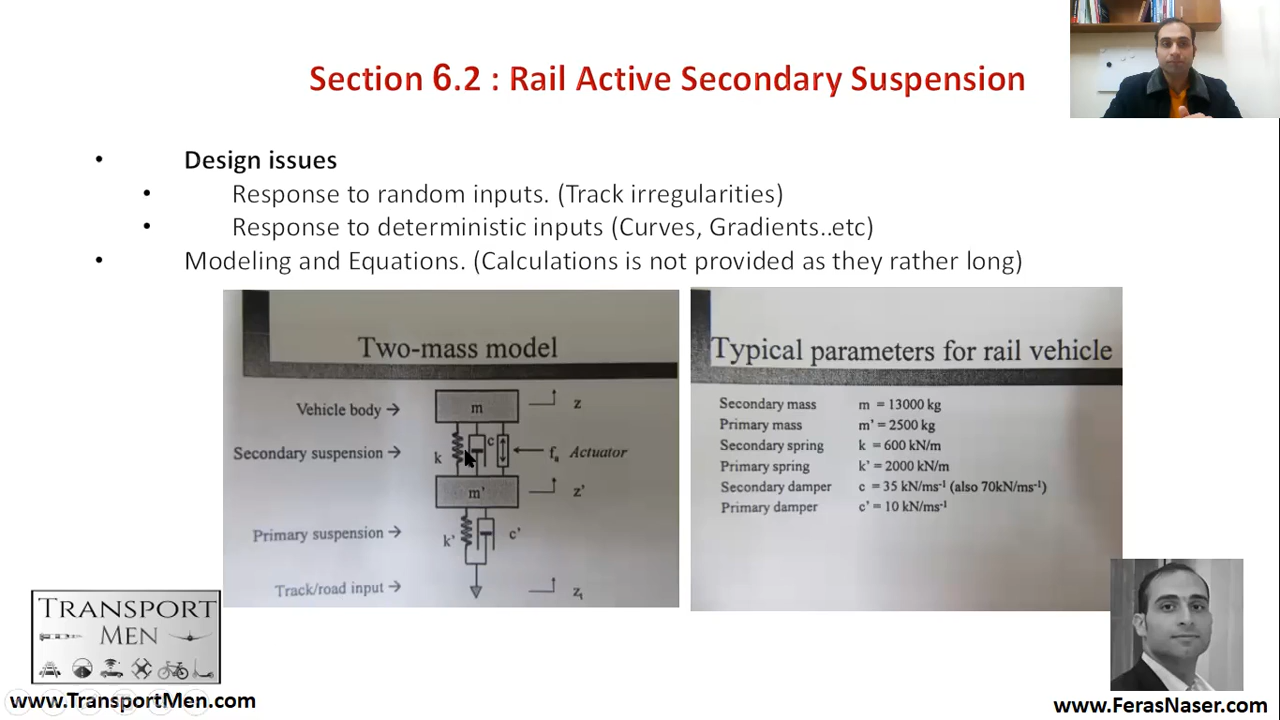 Section 6.2 : Rail Active Secondary Suspension
• Design issues
• Response to random inputs. (Track irregularities)
• Response to deterministic inputs (Curves, Gradients..etc)
• Modeling and Equations. (Calculations is not provided as they rather long)
Two-mass model
Vehicle body → m z
Secondary suspension → k c fa Actuator
m' z'
Primary suspension → k' c'
Track/road input → zt
Typical parameters for rail vehicle
Secondary mass m = 13000 kg
Primary mass m' = 2500 kg
Secondary spring k = 600 kN/m
Primary spring k' = 2000 kN/m
Secondary damper c = 35 kN/ms⁻¹ (also 70kN/ms⁻¹)
Primary damper c' = 10 kN/ms⁻¹
TRANSPORT
MEN
www.TransportMen.com
www.FerasNaser.com